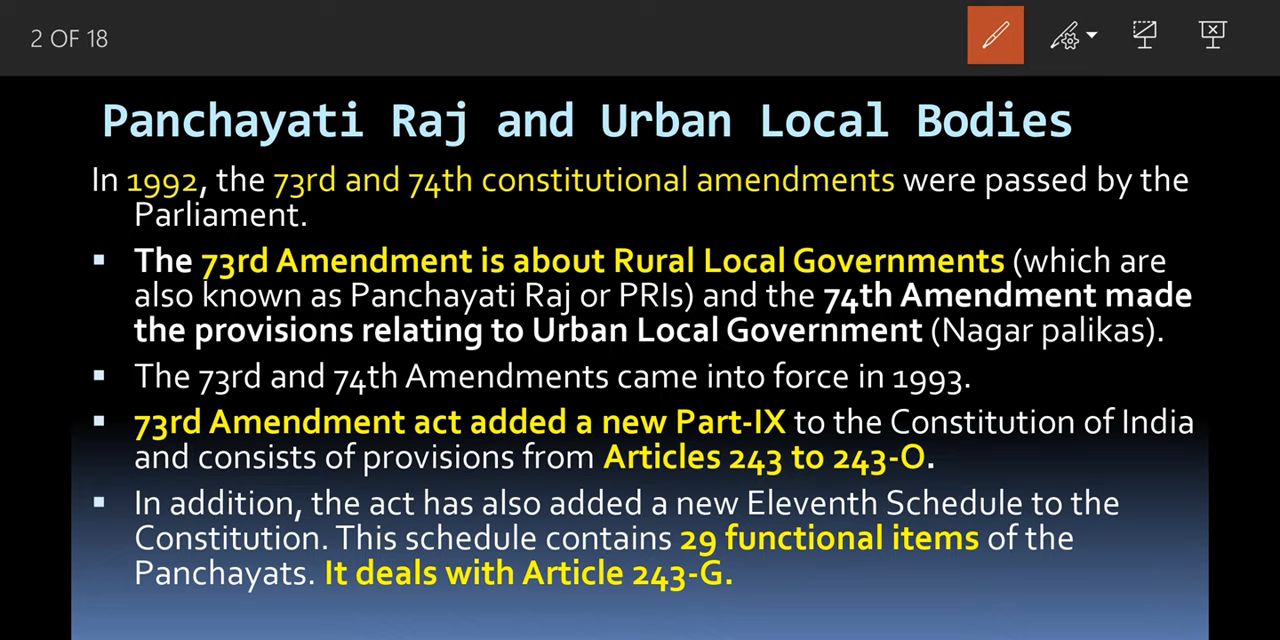 2 OF 18
Panchayati Raj and Urban Local Bodies
In 1992, the 73rd and 74th constitutional amendments were passed by the
Parliament.
▪ The 73rd Amendment is about Rural Local Governments (which are
also known as Panchayati Raj or PRIs) and the 74th Amendment made
the provisions relating to Urban Local Government (Nagar palikas).
▪ The 73rd and 74th Amendments came into force in 1993.
▪ 73rd Amendment act added a new Part-IX to the Constitution of India
and consists of provisions from Articles 243 to 243-O.
▪ In addition, the act has also added a new Eleventh Schedule to the
Constitution. This schedule contains 29 functional items of the
Panchayats. It deals with Article 243-G.